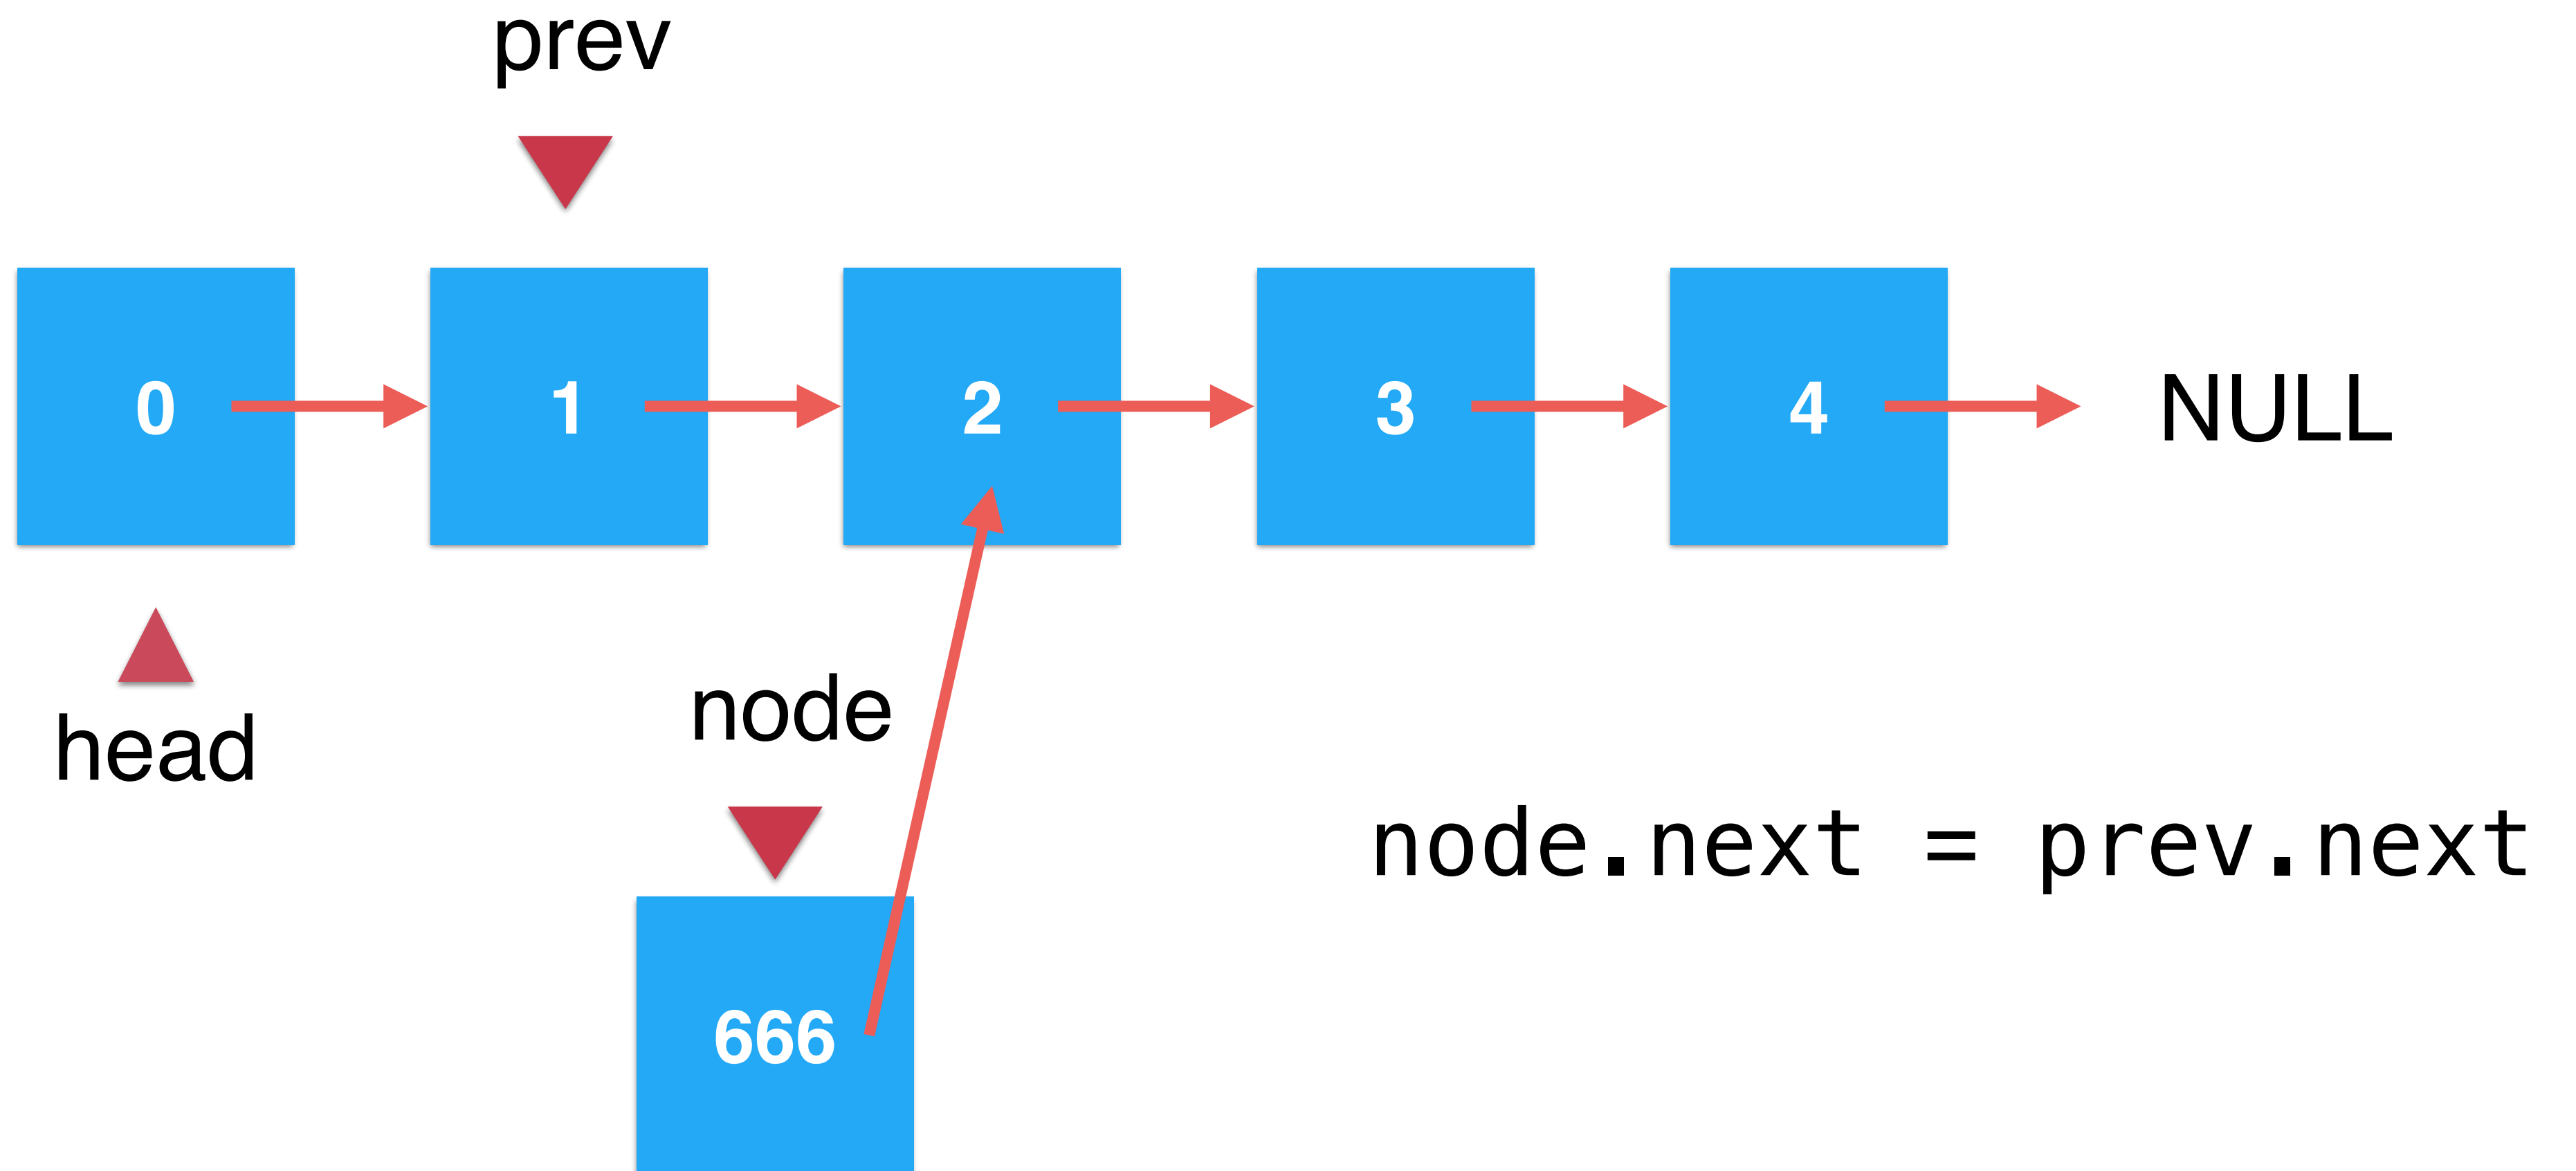 prev
0 1 2 3 4 NULL
head
node
node.next = prev.next
666